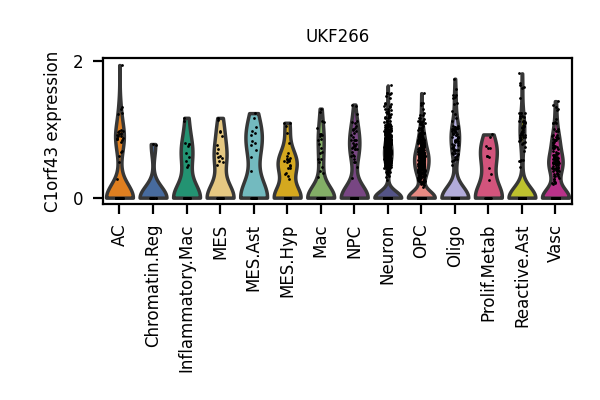 UKF266
C1orf43 expression
2
0
AC
Chromatin.Reg
Inflammatory.Mac
MES
MES.Ast
MES.Hyp
Mac
NPC
Neuron
OPC
Oligo
Prolif.Metab
Reactive.Ast
Vasc